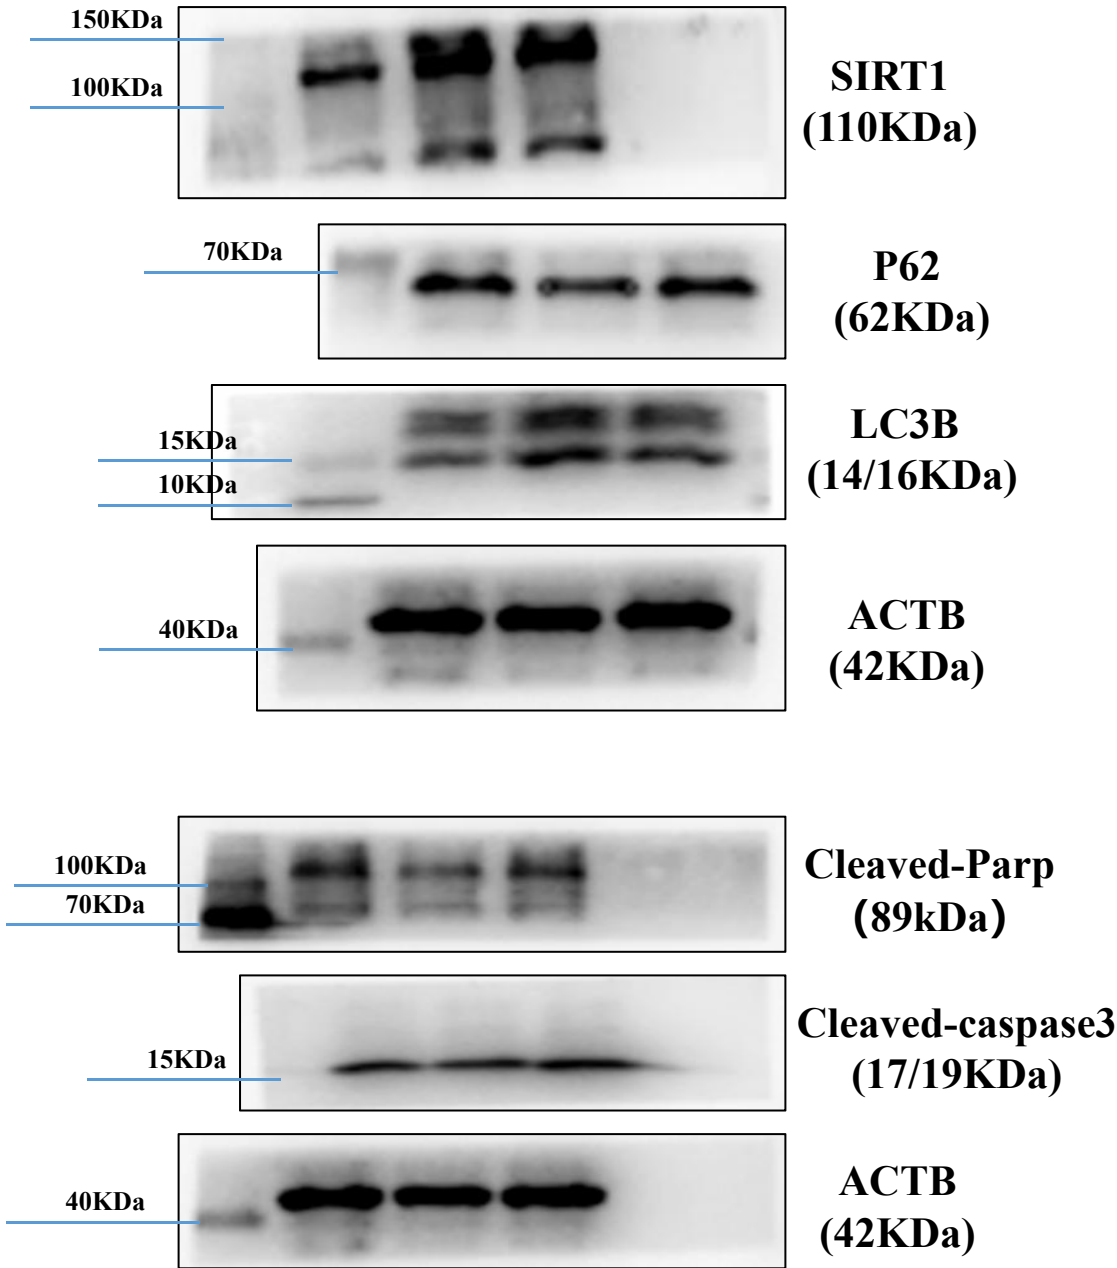 150KDa
100KDa
SIRT1
(110KDa)
70KDa
P62
(62KDa)
15KDa
10KDa
LC3B
(14/16KDa)
40KDa
ACTB
(42KDa)
100KDa
70KDa
Cleaved-Parp
(89kDa)
15KDa
Cleaved-caspase3
(17/19KDa)
40KDa
ACTB
(42KDa)